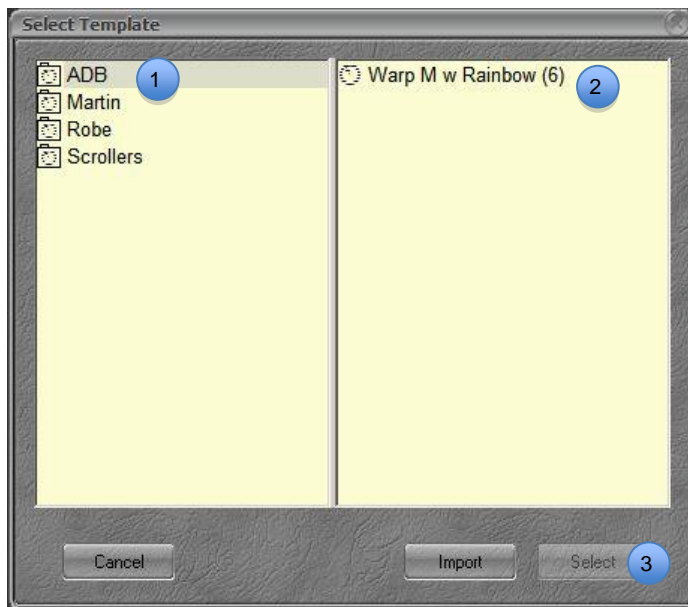 Select Template
ADB 1
Martin
Robe
Scrollers
Warp M w Rainbow (6) 2
Cancel
Import
Select 3